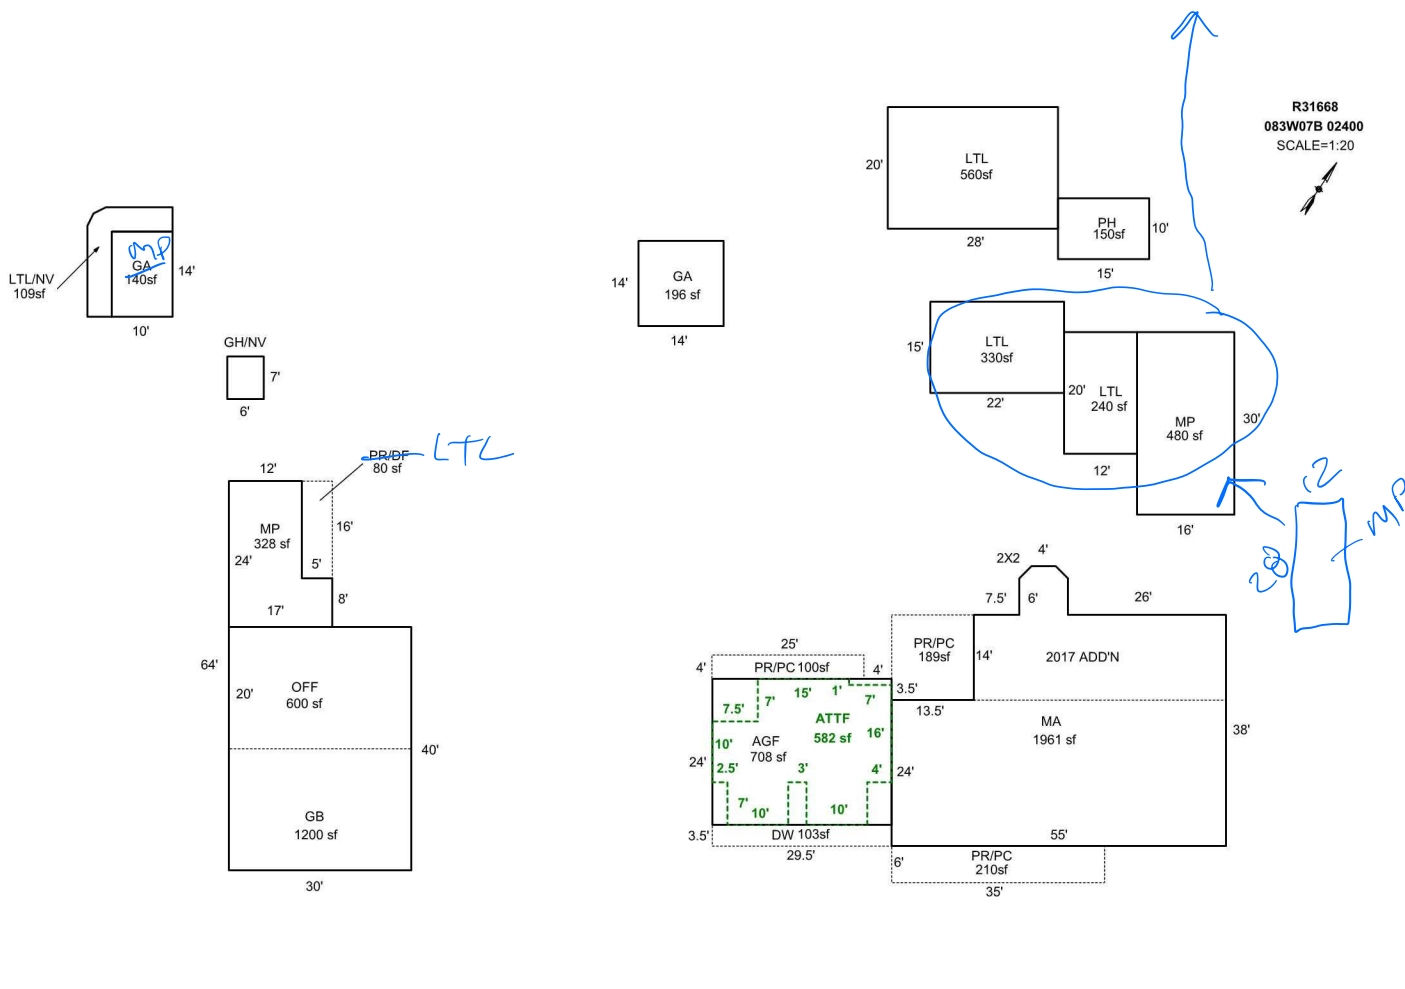 R31668
083W07B 02400
SCALE=1:20
LTL
560sf
20'
28'
PH
150sf
10'
15'
MP
GA
140sf
14'
10'
LTL/NV
109sf
GA
196 sf
14'
14'
LTL
330sf
15'
22'
LTL
240 sf
20'
12'
MP
480 sf
30'
16'
12
28
MP
GH/NV
7'
6'
PR/DF
80 sf
LTL
12'
MP
328 sf
24'
16'
5'
8'
17'
64'
OFF
600 sf
20'
40'
GB
1200 sf
30'
2X2
4'
7.5'
6'
26'
PR/PC
189sf
14'
2017 ADD'N
3.5'
13.5'
MA
1961 sf
38'
24'
55'
PR/PC
210sf
6'
35'
25'
4'
PR/PC 100sf
4'
15'
1'
7'
7'
7.5'
ATTF
582 sf
16'
10'
AGF
708 sf
24'
2.5'
3'
4'
7'
10'
10'
3.5'
DW 103sf
29.5'